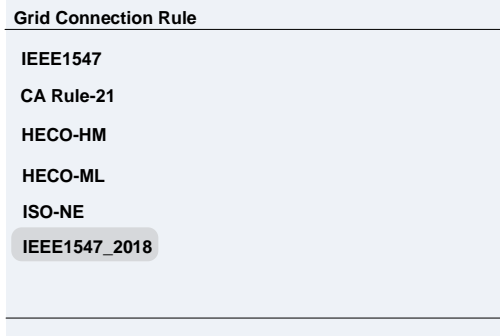 Grid Connection Rule
IEEE1547
CA Rule-21
HECO-HM
HECO-ML
ISO-NE
IEEE1547_2018